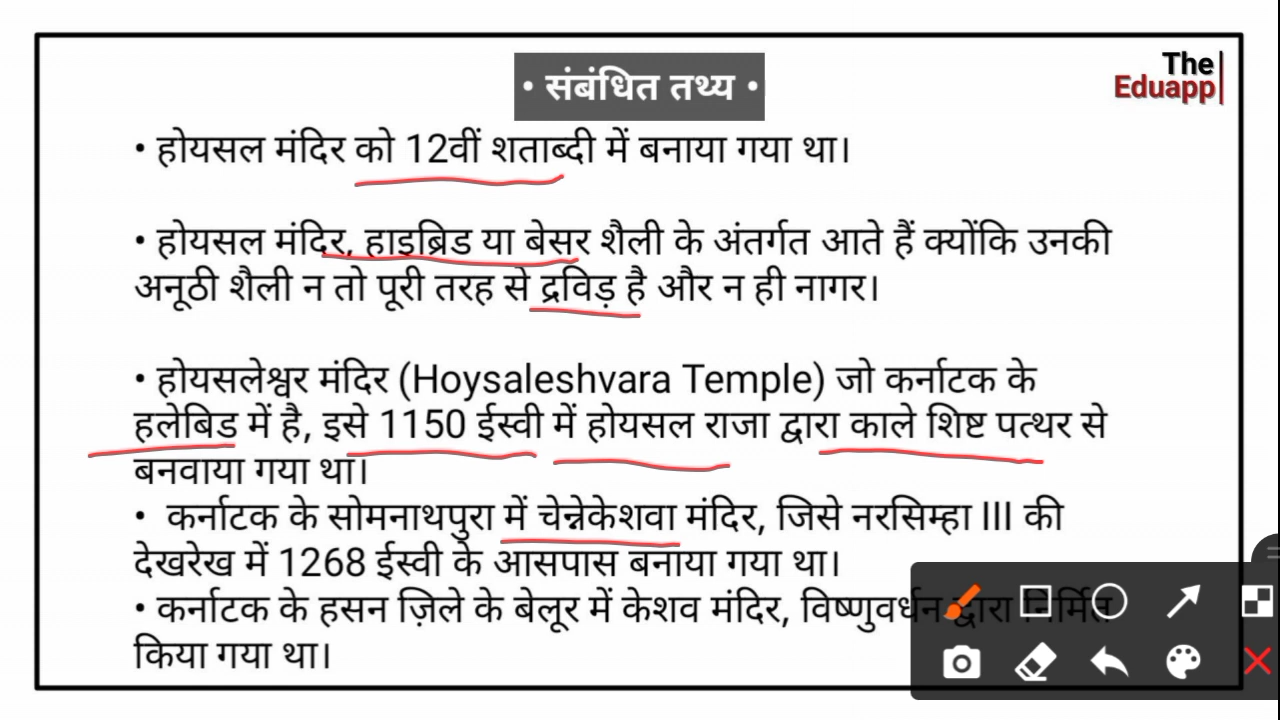 The
Eduapp
• संबंधित तथ्य •
• होयसल मंदिर को 12वीं शताब्दी में बनाया गया था।
• होयसल मंदिर, हाइब्रिड या बेसर शैली के अंतर्गत आते हैं क्योंकि उनकी
अनूठी शैली न तो पूरी तरह से द्रविड़ है और न ही नागर।
• होयसलेश्वर मंदिर (Hoysaleshvara Temple) जो कर्नाटक के
हलेबिड में है, इसे 1150 ईस्वी में होयसल राजा द्वारा काले शिष्ट पत्थर से
बनवाया गया था।
• कर्नाटक के सोमनाथपुरा में चेन्नेकेशवा मंदिर, जिसे नरसिम्हा III की
देखरेख में 1268 ईस्वी के आसपास बनाया गया था।
• कर्नाटक के हसन ज़िले के बेलूर में केशव मंदिर, विष्णुवर्धन द्वारा निर्मित
किया गया था।